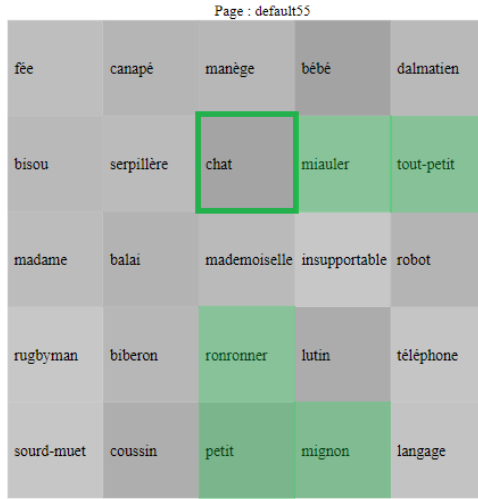 Page : default55
fée canapé manège bébé dalmatien
bisou serpillère chat miauler tout-petit
madame balai mademoiselle insupportable robot
rugbyman biberon ronronner lutin téléphone
sourd-muet coussin petit mignon langage